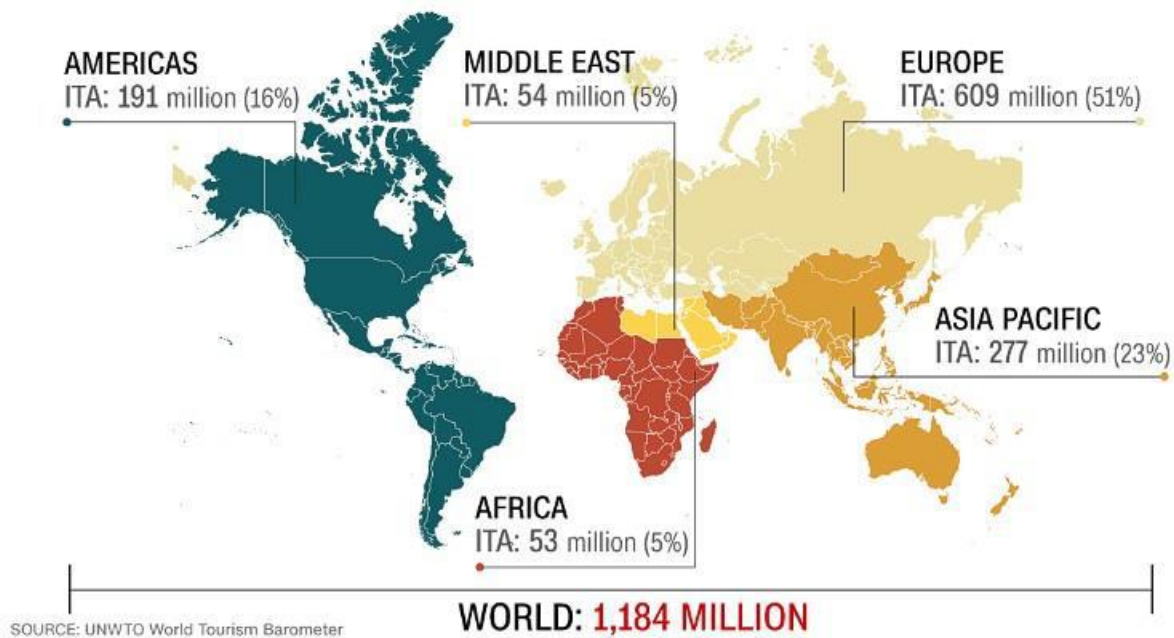 AMERICAS
ITA: 191 million (16%)
MIDDLE EAST
ITA: 54 million (5%)
EUROPE
ITA: 609 million (51%)
ASIA PACIFIC
ITA: 277 million (23%)
AFRICA
ITA: 53 million (5%)
WORLD: 1,184 MILLION
SOURCE: UNWTO World Tourism Barometer